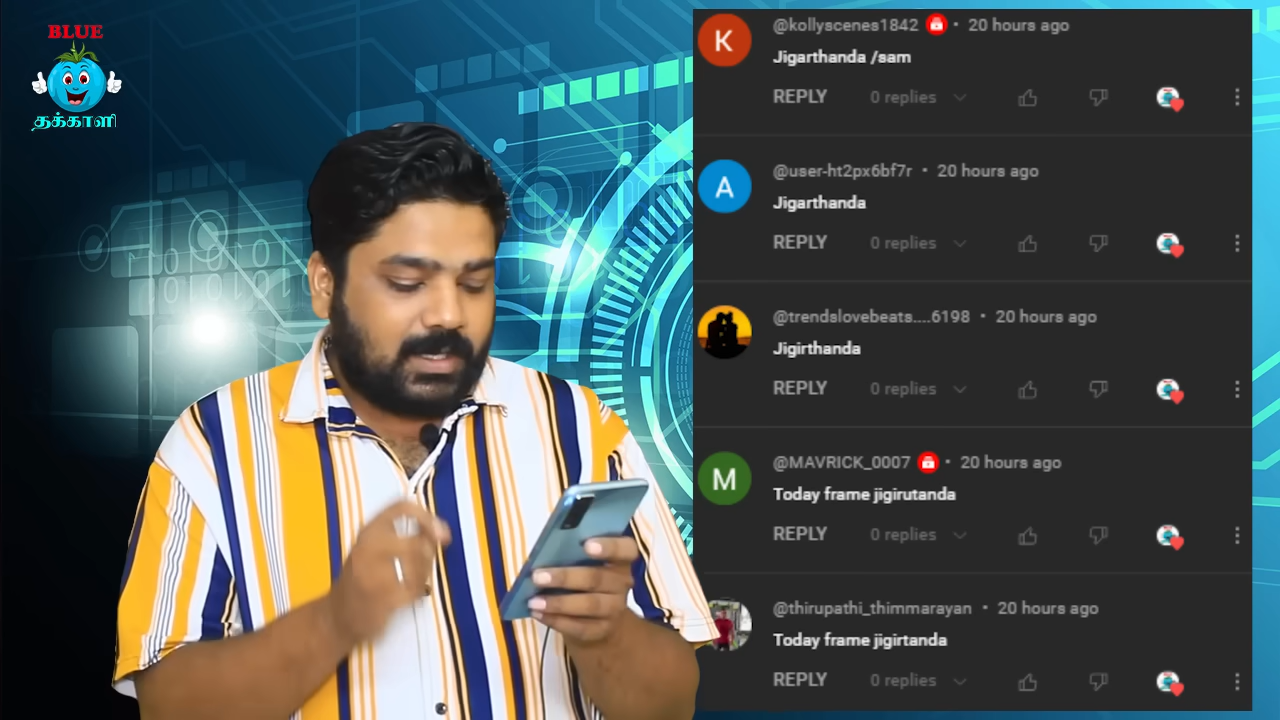 BLUE
தக்காளி
K
@kollyscenes1842 • 20 hours ago
Jigarthanda /sam
REPLY 0 replies
A
@user-ht2px6bf7r • 20 hours ago
Jigarthanda
REPLY 0 replies
@trendslovebeats....6198 • 20 hours ago
Jigirthanda
REPLY 0 replies
M
@MAVRICK_0007 • 20 hours ago
Today frame jigirutanda
REPLY 0 replies
@thirupathi_thimmarayan • 20 hours ago
Today frame jigirtanda
REPLY 0 replies